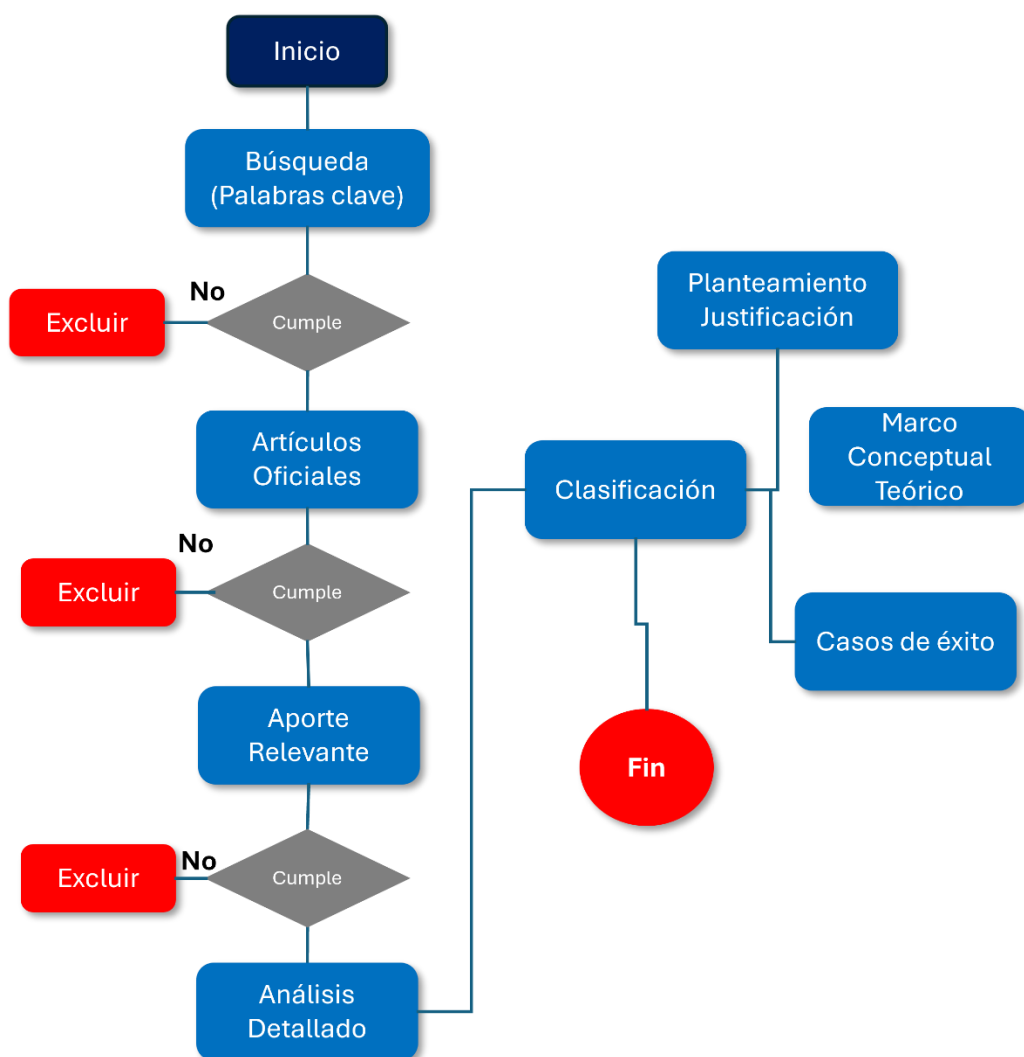 Inicio
Búsqueda
(Palabras clave)
No
Excluir
Cumple
Artículos
Oficiales
No
Excluir
Cumple
Aporte
Relevante
No
Excluir
Cumple
Análisis
Detallado
Clasificación
Planteamiento
Justificación
Marco
Conceptual
Teórico
Casos de éxito
Fin